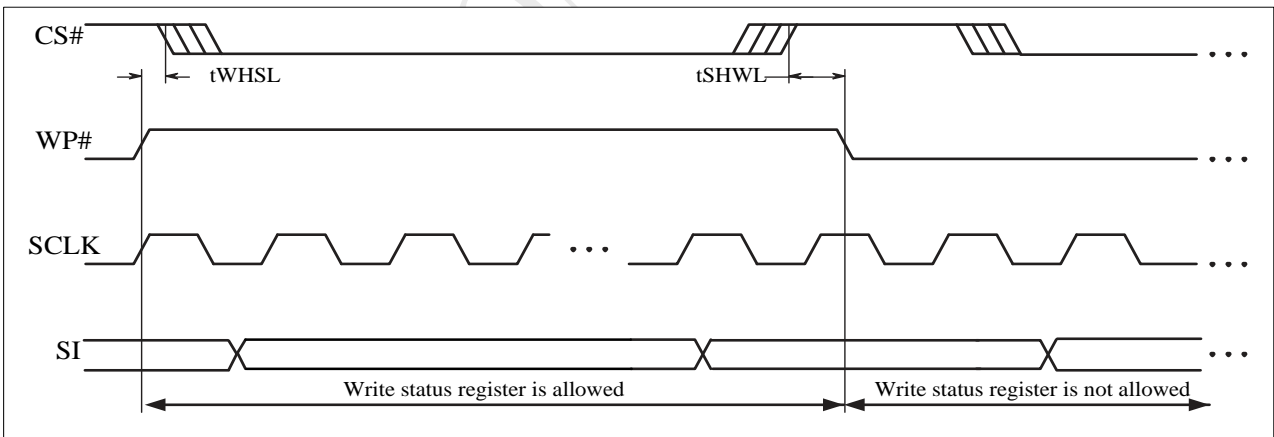 CS#
tWHSL
tSHWL
WP#
SCLK
SI
Write status register is allowed
Write status register is not allowed